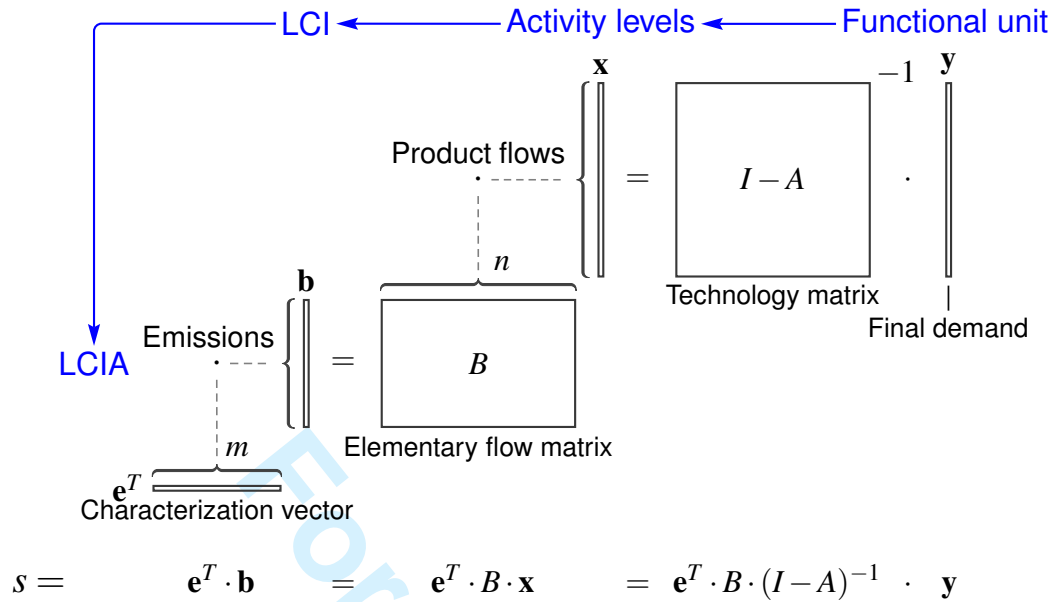 LCI Activity levels Functional unit
x −1 y
Product flows
= I − A ·
n
b Technology matrix
Emissions Final demand
LCIA = B
m Elementary flow matrix
e^T
Characterization vector
For
s = e^T · b = e^T · B · x = e^T · B · (I − A)^{−1} · y